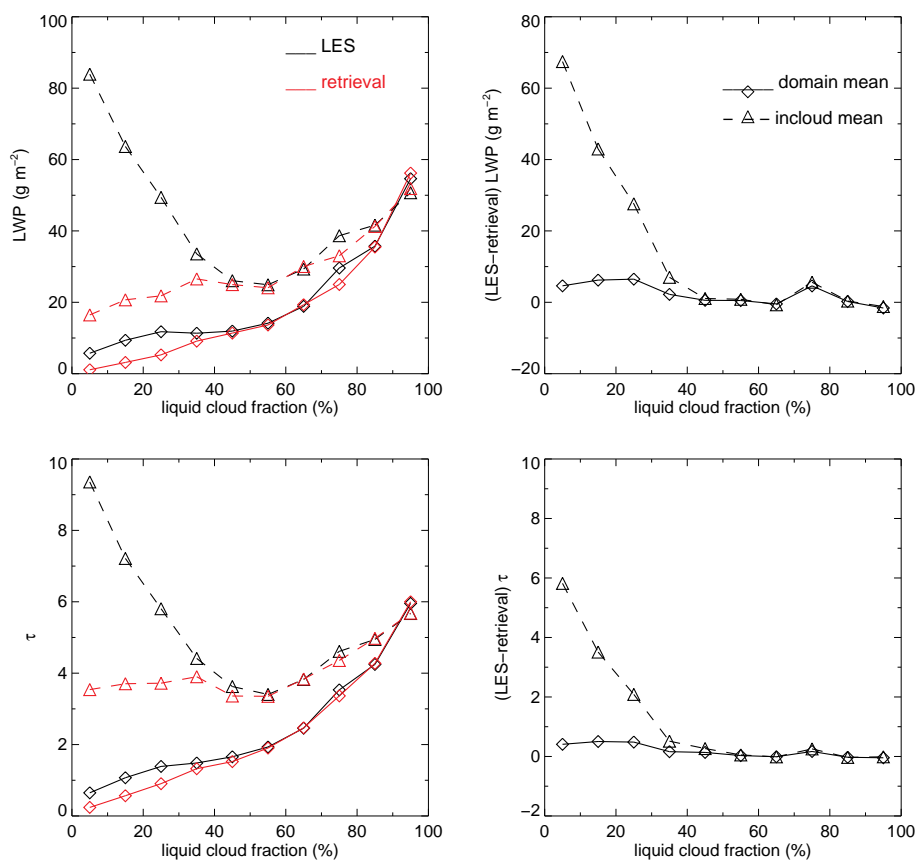 LWP (g m⁻²)
100
80
60
40
20
0
LES
retrieval
0 20 40 60 80 100
liquid cloud fraction (%)
(LES−retrieval) LWP (g m⁻²)
80
60
40
20
0
−20
domain mean
incloud mean
0 20 40 60 80 100
liquid cloud fraction (%)
τ
10
8
6
4
2
0
0 20 40 60 80 100
liquid cloud fraction (%)
(LES−retrieval) τ
10
8
6
4
2
0
−2
0 20 40 60 80 100
liquid cloud fraction (%)